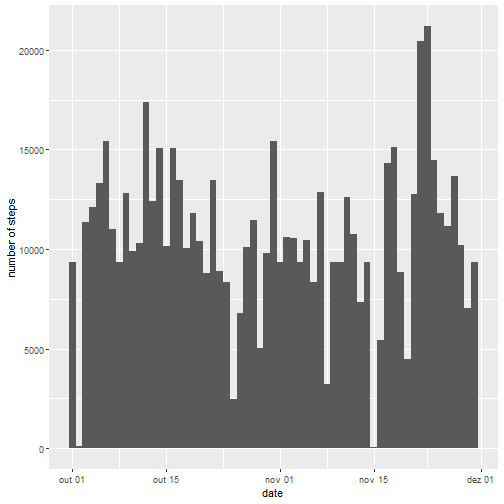 20000
15000
10000
5000
0
number of steps
out 01
out 15
nov 01
nov 15
dez 01
date